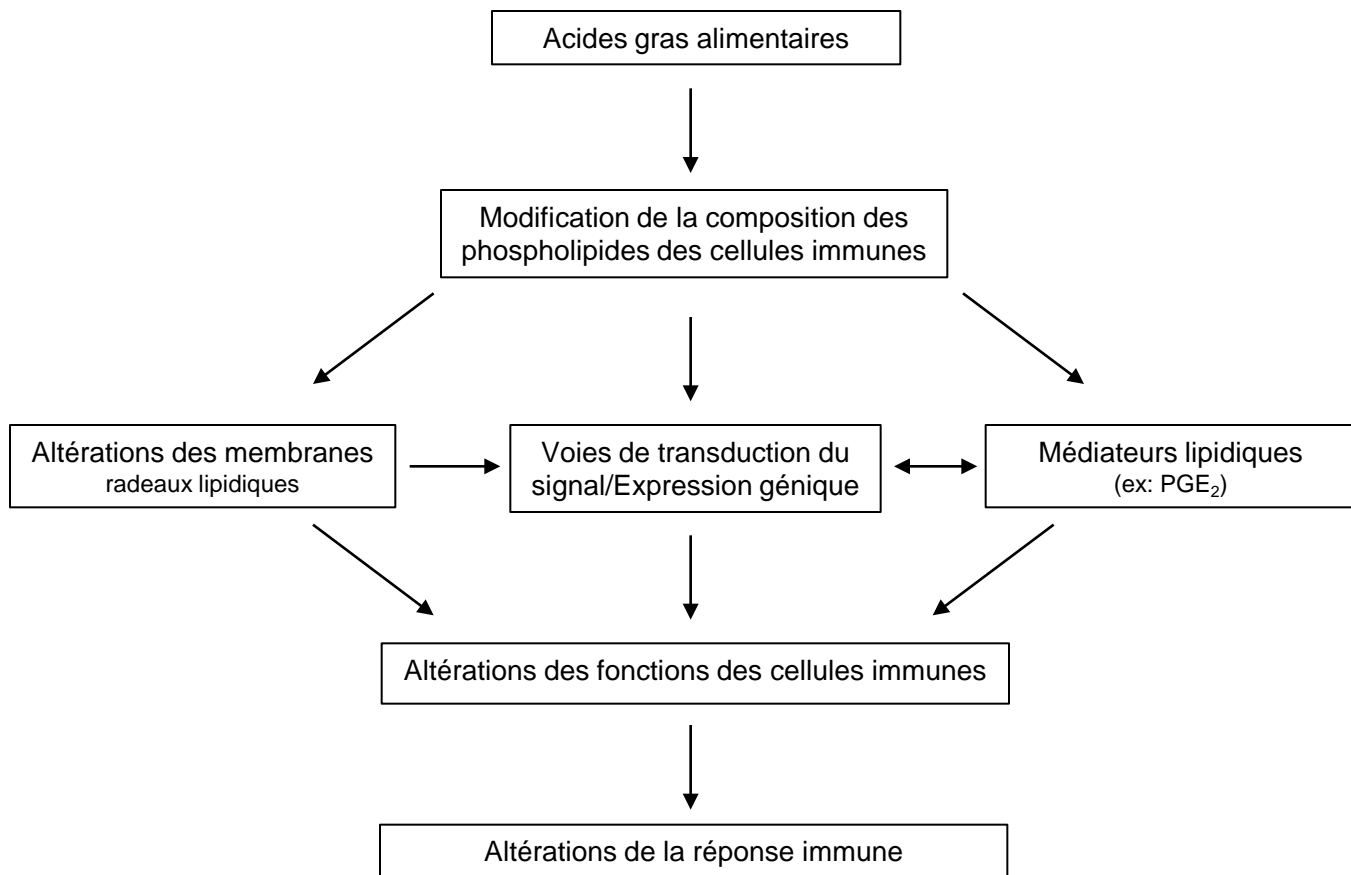 Acides gras alimentaires
Modification de la composition des
phospholipides des cellules immunes
Altérations des membranes
radeaux lipidiques
Voies de transduction du
signal/Expression génique
Médiateurs lipidiques
(ex: PGE₂)
Altérations des fonctions des cellules immunes
Altérations de la réponse immune